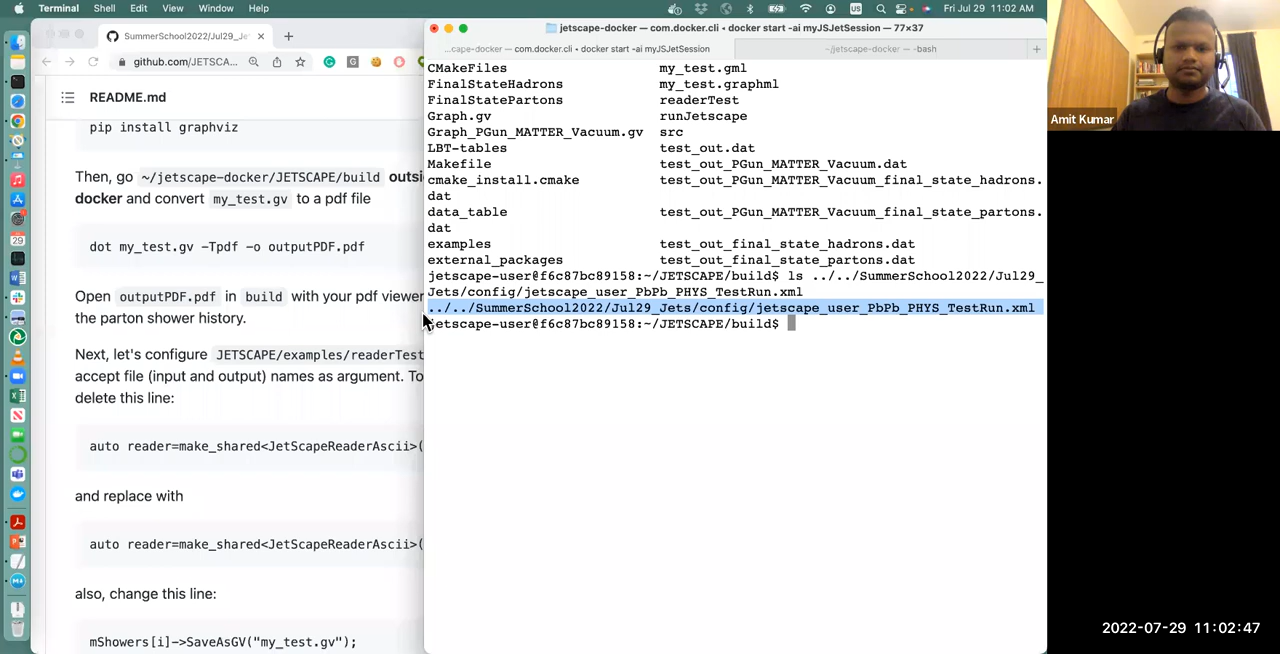 Terminal Shell Edit View Window Help
US
Fri Jul 29 11:02 AM
SummerSchool2022/Jul29_Je
github.com/JETSCA...
README.md
pip install graphviz
Then, go ~/jetscape-docker/JETSCAPE/build outsi
docker and convert my_test.gv to a pdf file
dot my_test.gv -Tpdf -o outputPDF.pdf
Open outputPDF.pdf in build with your pdf viewer
the parton shower history.
Next, let's configure JETSCAPE/examples/readerTest
accept file (input and output) names as argument. To
delete this line:
auto reader=make_shared<JetScapeReaderAscii>(
and replace with
auto reader=make_shared<JetScapeReaderAscii>(
also, change this line:
mShowers[i]->SaveAsGV("my_test.gv");
jetscape-docker — com.docker.cli • docker start -ai myJSJetSession — 77×37
...cape-docker — com.docker.cli • docker start -ai myJSJetSession
~/jetscape-docker — -bash
CMakeFiles my_test.gml
FinalStateHadrons my_test.graphml
FinalStatePartons readerTest
Graph.gv runJetscape
Graph_PGun_MATTER_Vacuum.gv src
LBT-tables test_out.dat
Makefile test_out_PGun_MATTER_Vacuum.dat
cmake_install.cmake test_out_PGun_MATTER_Vacuum_final_state_hadrons.
dat
data_table test_out_PGun_MATTER_Vacuum_final_state_partons.
dat
examples test_out_final_state_hadrons.dat
external_packages test_out_final_state_partons.dat
jetscape-user@f6c87bc89158:~/JETSCAPE/build$ ls ../../SummerSchool2022/Jul29_
Jets/config/jetscape_user_PbPb_PHYS_TestRun.xml
../../SummerSchool2022/Jul29_Jets/config/jetscape_user_PbPb_PHYS_TestRun.xml
jetscape-user@f6c87bc89158:~/JETSCAPE/build$
Amit Kumar
2022-07-29 11:02:47